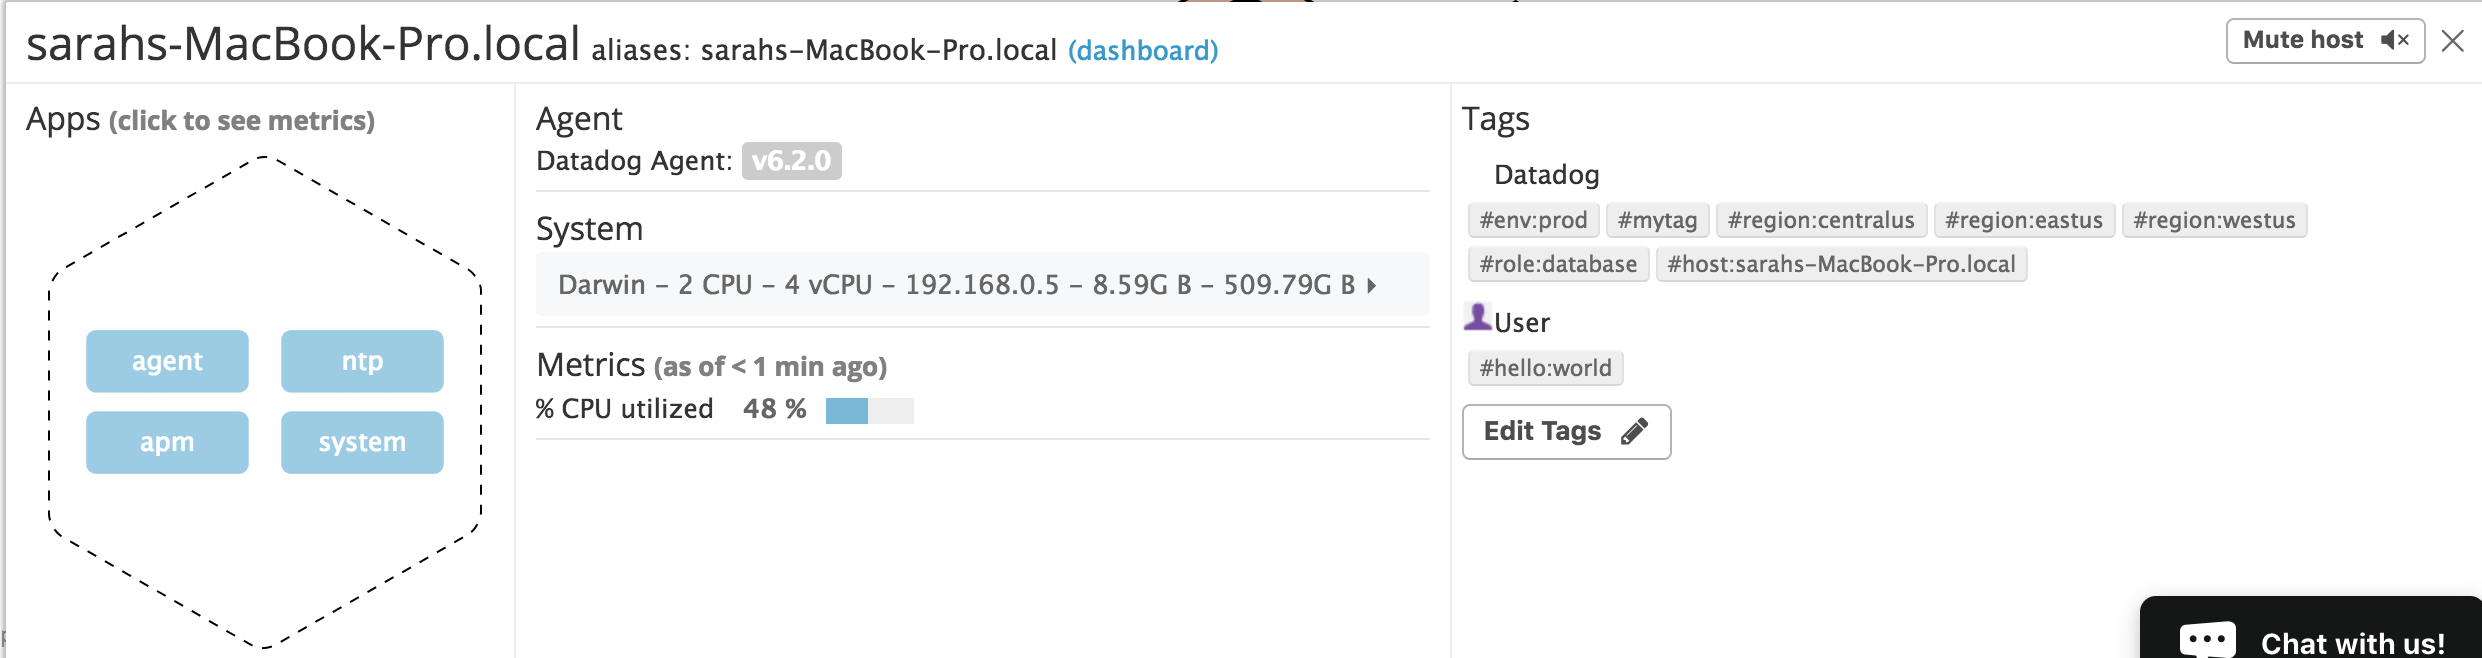 sarahs-MacBook-Pro.local aliases: sarahs-MacBook-Pro.local (dashboard)
Mute host
Apps (click to see metrics)
agent
ntp
apm
system
Agent
Datadog Agent: v6.2.0
System
Darwin - 2 CPU - 4 vCPU - 192.168.0.5 - 8.59G B - 509.79G B
Metrics (as of < 1 min ago)
% CPU utilized 48 %
Tags
Datadog
#env:prod #mytag #region:centralus #region:eastus #region:westus
#role:database #host:sarahs-MacBook-Pro.local
User
#hello:world
Edit Tags
Chat with us!